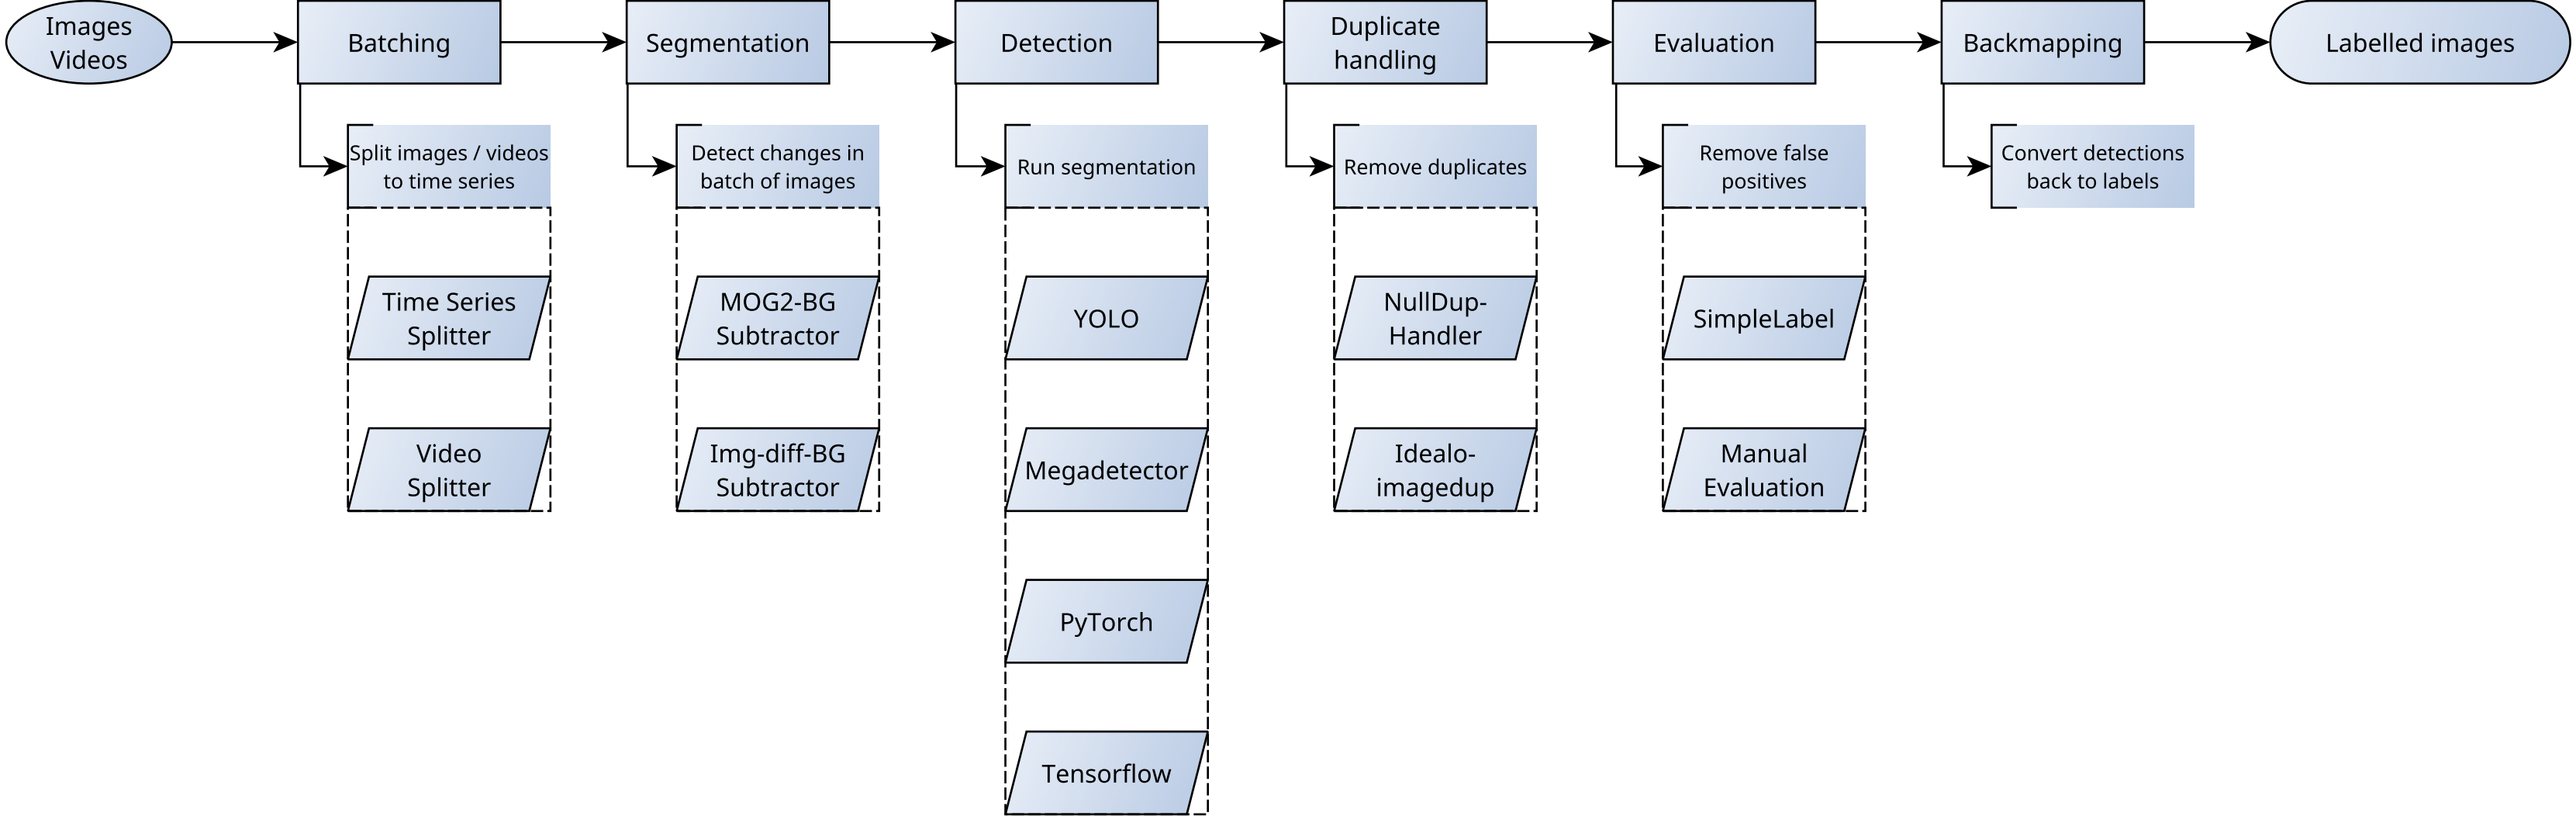 Images
Videos
Batching
Segmentation
Detection
Duplicate
handling
Evaluation
Backmapping
Labelled images
Split images / videos
to time series
Detect changes in
batch of images
Run segmentation
Remove duplicates
Remove false
positives
Convert detections
back to labels
Time Series
Splitter
MOG2-BG
Subtractor
YOLO
NullDup-
Handler
SimpleLabel
Video
Splitter
Img-diff-BG
Subtractor
Megadetector
Idealo-
imagedup
Manual
Evaluation
PyTorch
Tensorflow